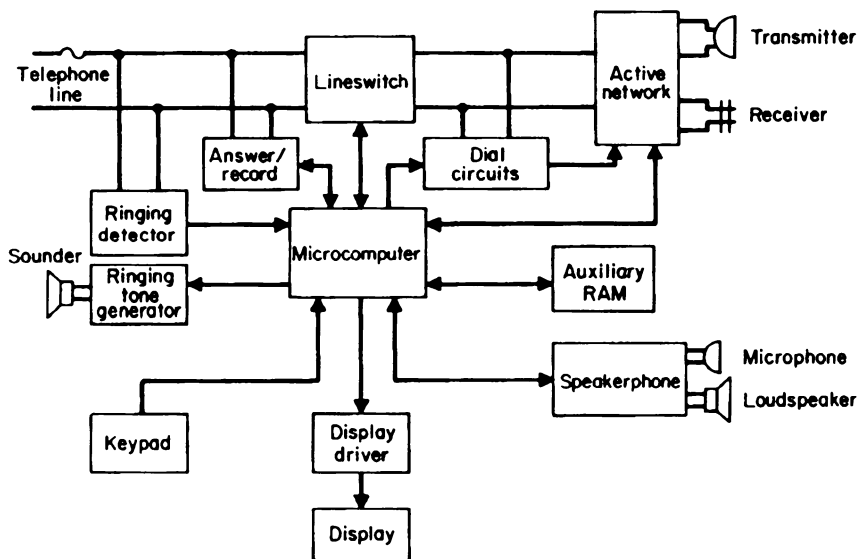 Telephone
line
Lineswitch
Active
network
Transmitter
Receiver
Answer/
record
Dial
circuits
Ringing
detector
Microcomputer
Sounder
Ringing
tone
generator
Auxiliary
RAM
Speakerphone
Microphone
Loudspeaker
Keypad
Display
driver
Display